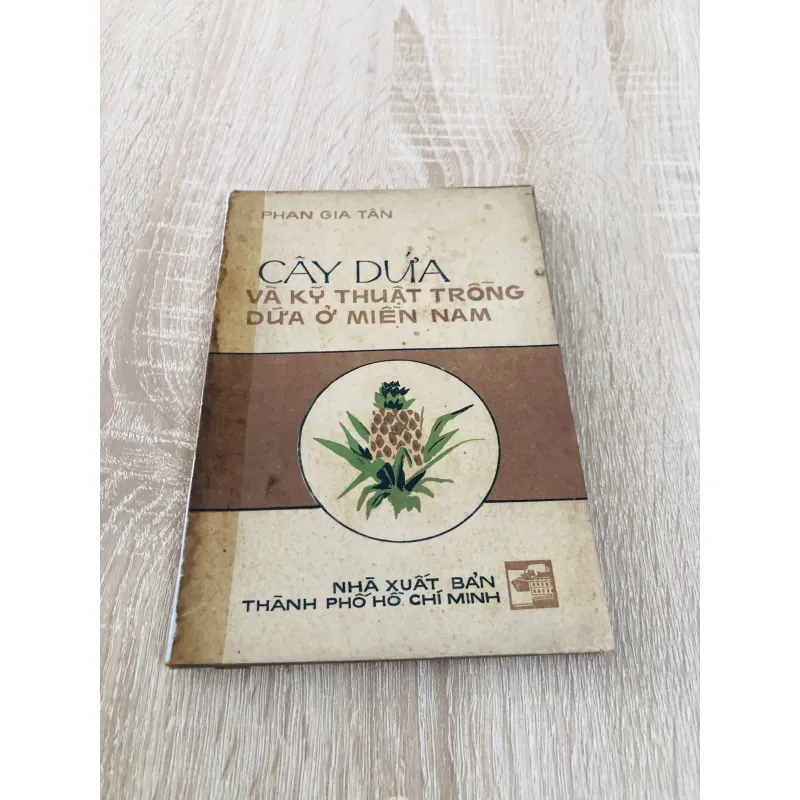 PHAN GIA TÂN
CÂY DỨA
VÀ KỸ THUẬT TRỒNG
DỨA Ở MIỀN NAM
NHÀ XUẤT BẢN
THÀNH PHỐ HỒ CHÍ MINH